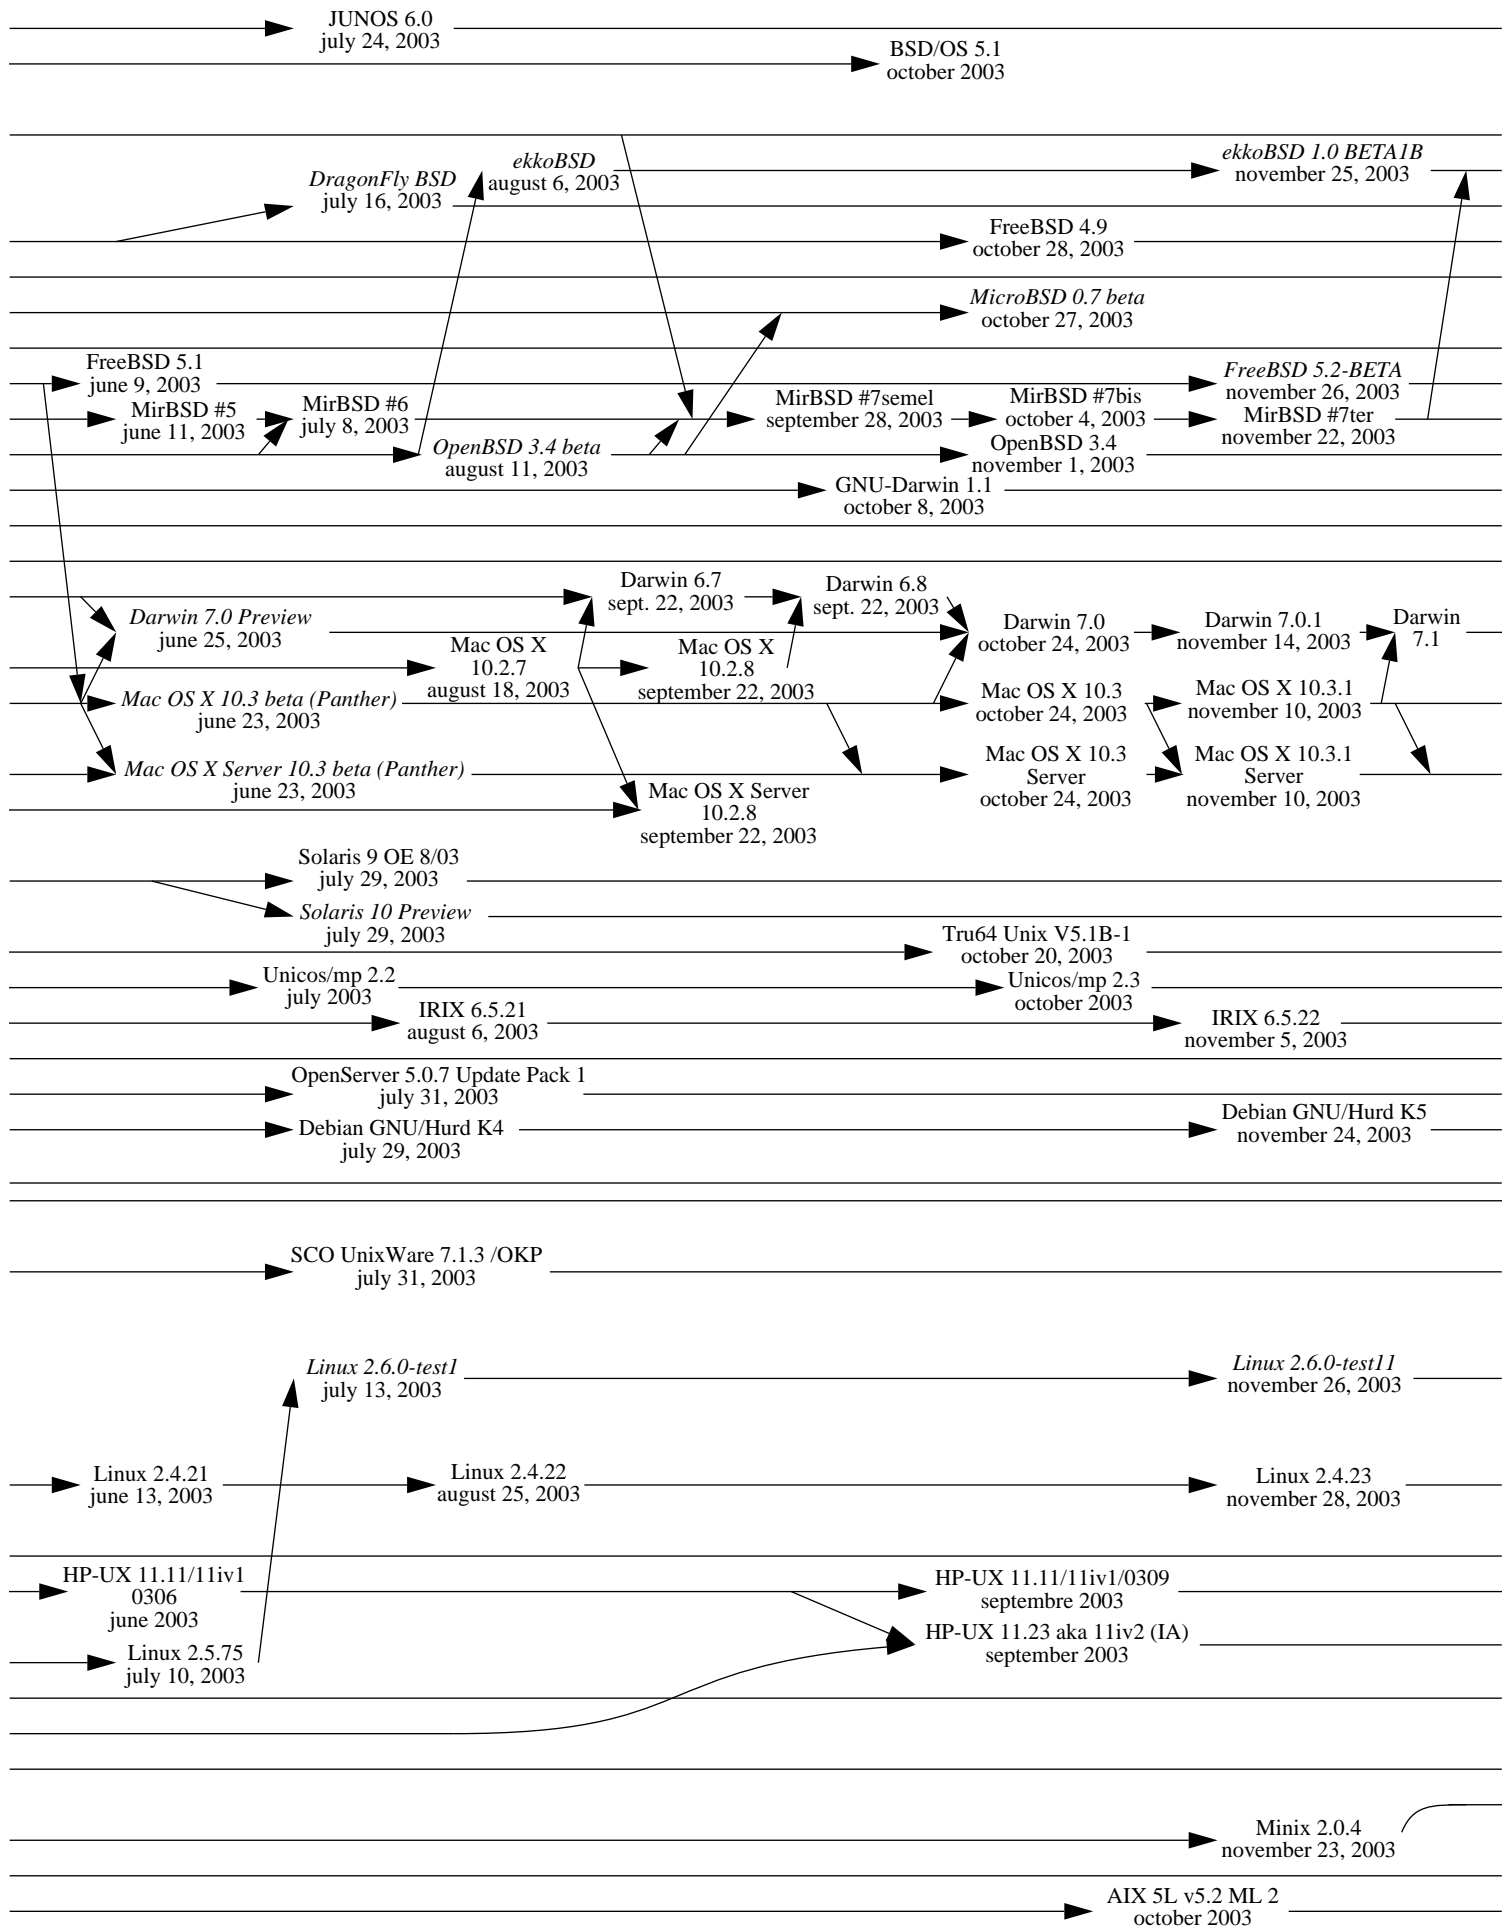 JUNOS 6.0
july 24, 2003
BSD/OS 5.1
october 2003
ekkoBSD
august 6, 2003
ekkoBSD 1.0 BETA1B
november 25, 2003
DragonFly BSD
july 16, 2003
FreeBSD 4.9
october 28, 2003
MicroBSD 0.7 beta
october 27, 2003
FreeBSD 5.1
june 9, 2003
FreeBSD 5.2-BETA
november 26, 2003
MirBSD #5
june 11, 2003
MirBSD #6
july 8, 2003
MirBSD #7semel
september 28, 2003
MirBSD #7bis
october 4, 2003
MirBSD #7ter
november 22, 2003
OpenBSD 3.4 beta
august 11, 2003
OpenBSD 3.4
november 1, 2003
GNU-Darwin 1.1
october 8, 2003
Darwin 6.7
sept. 22, 2003
Darwin 6.8
sept. 22, 2003
Darwin 7.0 Preview
june 25, 2003
Darwin 7.0
october 24, 2003
Darwin 7.0.1
november 14, 2003
Darwin
7.1
Mac OS X
10.2.7
august 18, 2003
Mac OS X
10.2.8
september 22, 2003
Mac OS X 10.3 beta (Panther)
june 23, 2003
Mac OS X 10.3
october 24, 2003
Mac OS X 10.3.1
november 10, 2003
Mac OS X Server 10.3 beta (Panther)
june 23, 2003
Mac OS X 10.3
Server
october 24, 2003
Mac OS X 10.3.1
Server
november 10, 2003
Mac OS X Server
10.2.8
september 22, 2003
Solaris 9 OE 8/03
july 29, 2003
Solaris 10 Preview
july 29, 2003
Tru64 Unix V5.1B-1
october 20, 2003
Unicos/mp 2.2
july 2003
Unicos/mp 2.3
october 2003
IRIX 6.5.21
august 6, 2003
IRIX 6.5.22
november 5, 2003
OpenServer 5.0.7 Update Pack 1
july 31, 2003
Debian GNU/Hurd K4
july 29, 2003
Debian GNU/Hurd K5
november 24, 2003
SCO UnixWare 7.1.3 /OKP
july 31, 2003
Linux 2.6.0-test1
july 13, 2003
Linux 2.6.0-test11
november 26, 2003
Linux 2.4.21
june 13, 2003
Linux 2.4.22
august 25, 2003
Linux 2.4.23
november 28, 2003
HP-UX 11.11/11iv1
0306
june 2003
HP-UX 11.11/11iv1/0309
septembre 2003
HP-UX 11.23 aka 11iv2 (IA)
september 2003
Linux 2.5.75
july 10, 2003
Minix 2.0.4
november 23, 2003
AIX 5L v5.2 ML 2
october 2003